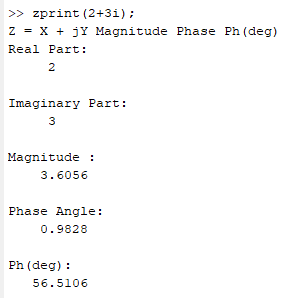 >> zprint(2+3i);
Z = X + jY Magnitude Phase Ph(deg)
Real Part:
2
Imaginary Part:
3
Magnitude :
3.6056
Phase Angle:
0.9828
Ph(deg):
56.5106